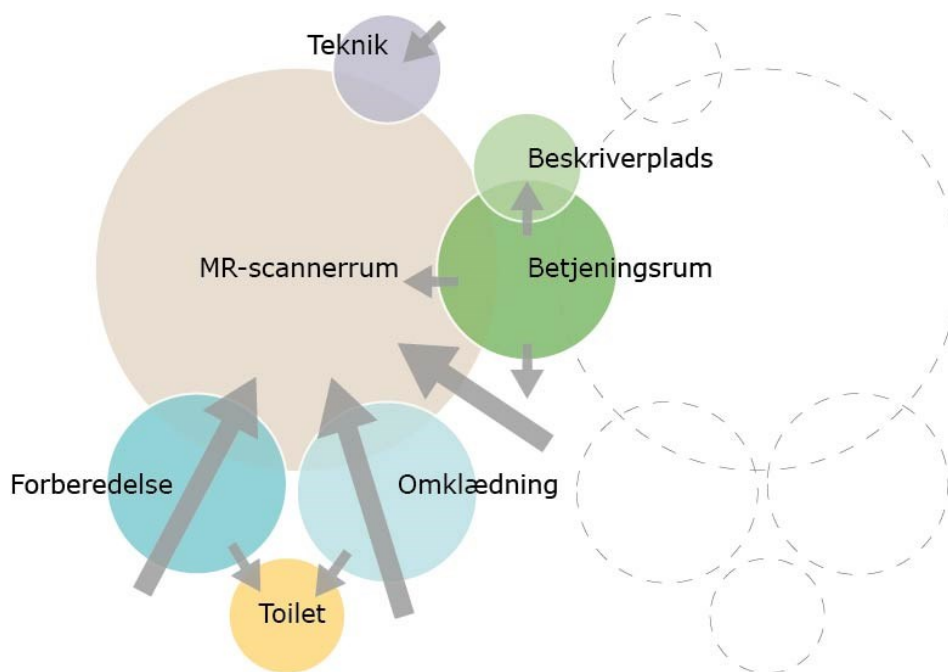 Teknik
Beskriverplads
MR-scannerrum
Betjeningsrum
Forberedelse
Omklædning
Toilet